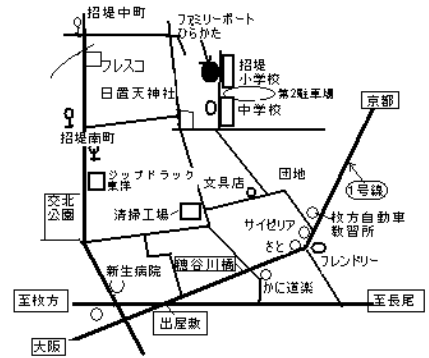 招堤中町
ファミリーポート
ひらかた
フレスコ
招堤
小学校
日置天神社
第2駐車場
中学校
京都
招堤南町
ジップドラック
東洋
団地
文具店
1号線
交北
公園
清掃工場
サイゼリア
枚方自動車
教習所
さと
フレンドリー
穂谷川橋
新生病院
かに道楽
至枚方
至長尾
出屋敷
大阪